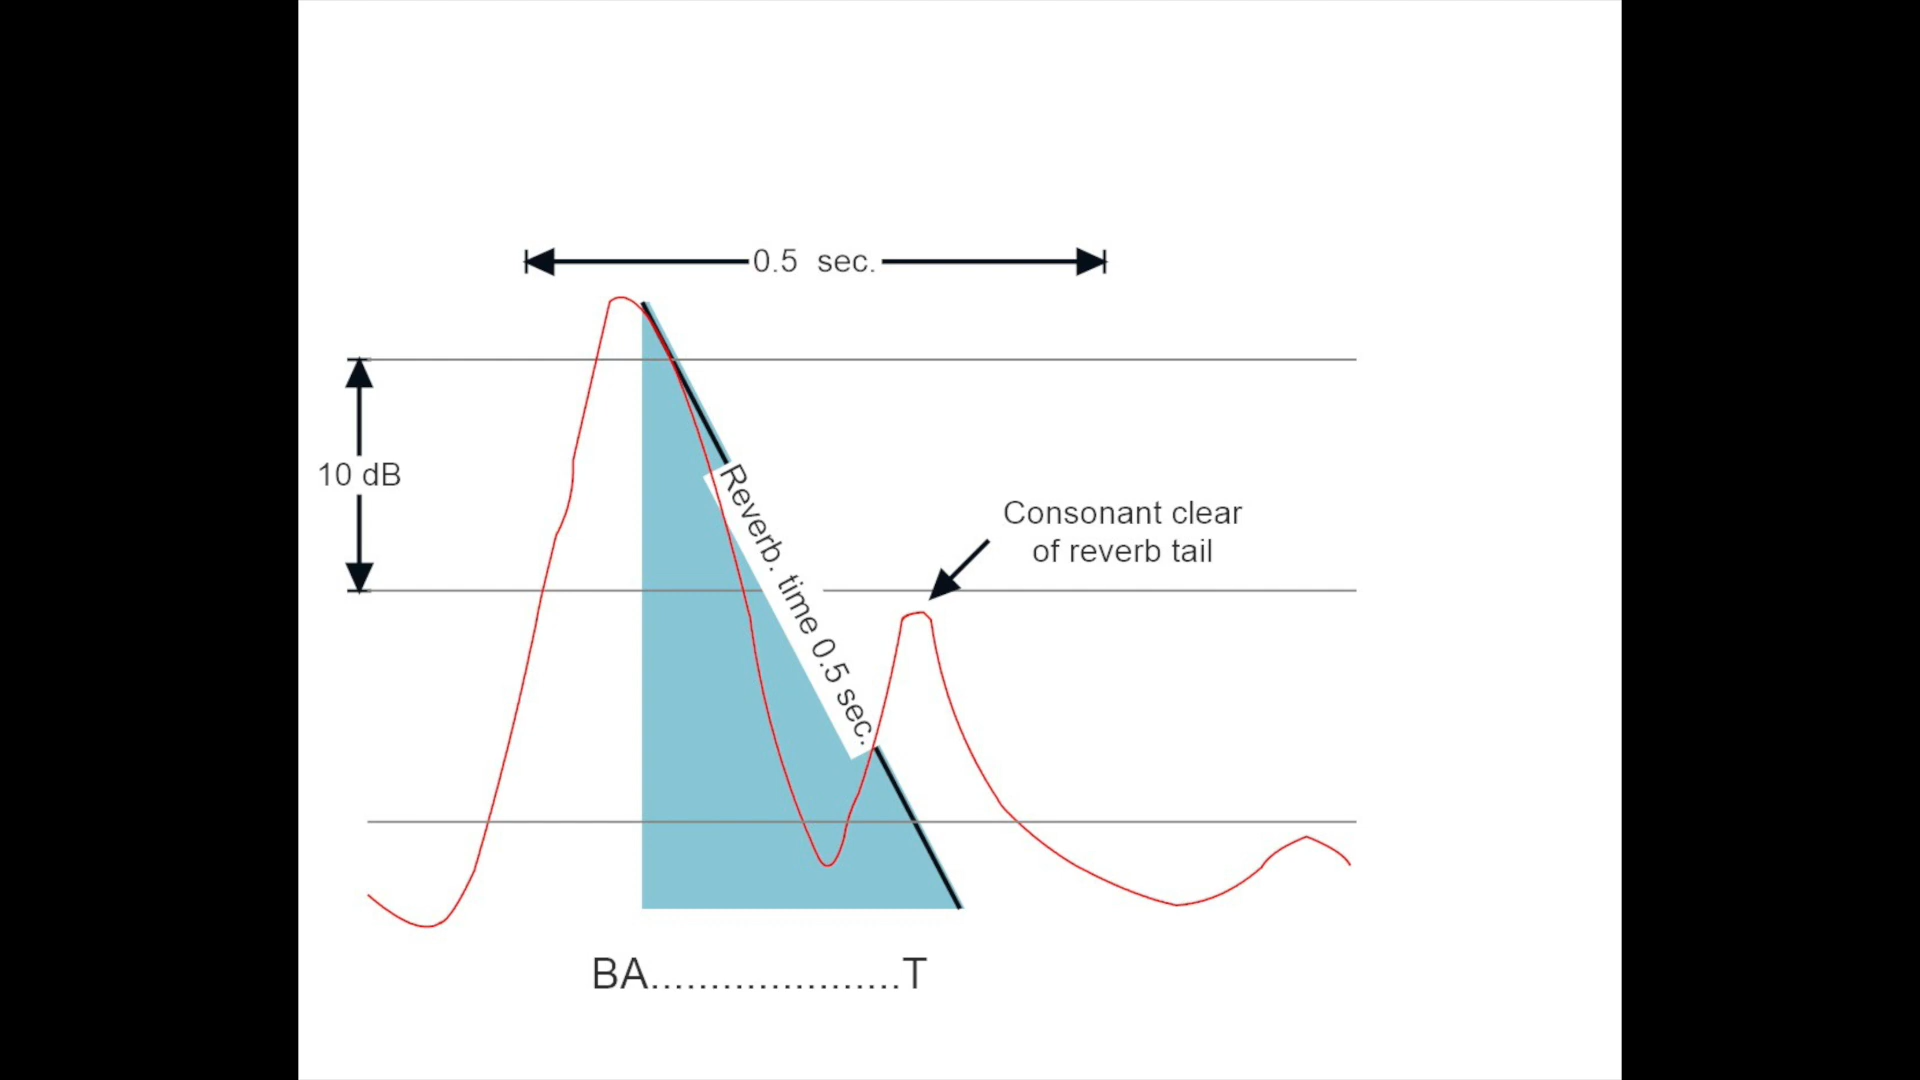 0.5 sec.
10 dB
Reverb. time 0.5 sec.
Consonant clear
of reverb tail
BA.....................T